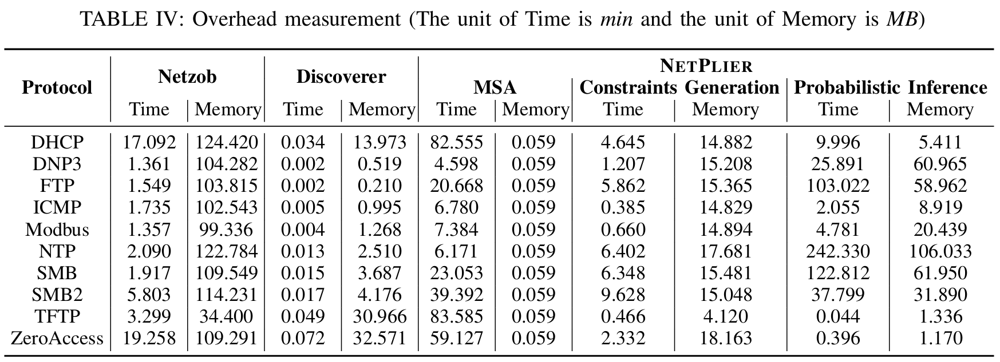 TABLE IV: Overhead measurement (The unit of Time is min and the unit of Memory is MB)
Protocol Netzob Discoverer NETPLIER
MSA Constraints Generation Probabilistic Inference
Time Memory Time Memory Time Memory Time Memory Time Memory
DHCP 17.092 124.420 0.034 13.973 82.555 0.059 4.645 14.882 9.996 5.411
DNP3 1.361 104.282 0.002 0.519 4.598 0.059 1.207 15.208 25.891 60.965
FTP 1.549 103.815 0.002 0.210 20.668 0.059 5.862 15.365 103.022 58.962
ICMP 1.735 102.543 0.005 0.995 6.780 0.059 0.385 14.829 2.055 8.919
Modbus 1.357 99.336 0.004 1.268 7.384 0.059 0.660 14.894 4.781 20.439
NTP 2.090 122.784 0.013 2.510 6.171 0.059 6.402 17.681 242.330 106.033
SMB 1.917 109.549 0.015 3.687 23.053 0.059 6.348 15.481 122.812 61.950
SMB2 5.803 114.231 0.017 4.176 39.392 0.059 9.628 15.048 37.799 31.890
TFTP 3.299 34.400 0.049 30.966 83.585 0.059 0.466 4.120 0.044 1.336
ZeroAccess 19.258 109.291 0.072 32.571 59.127 0.059 2.332 18.163 0.396 1.170